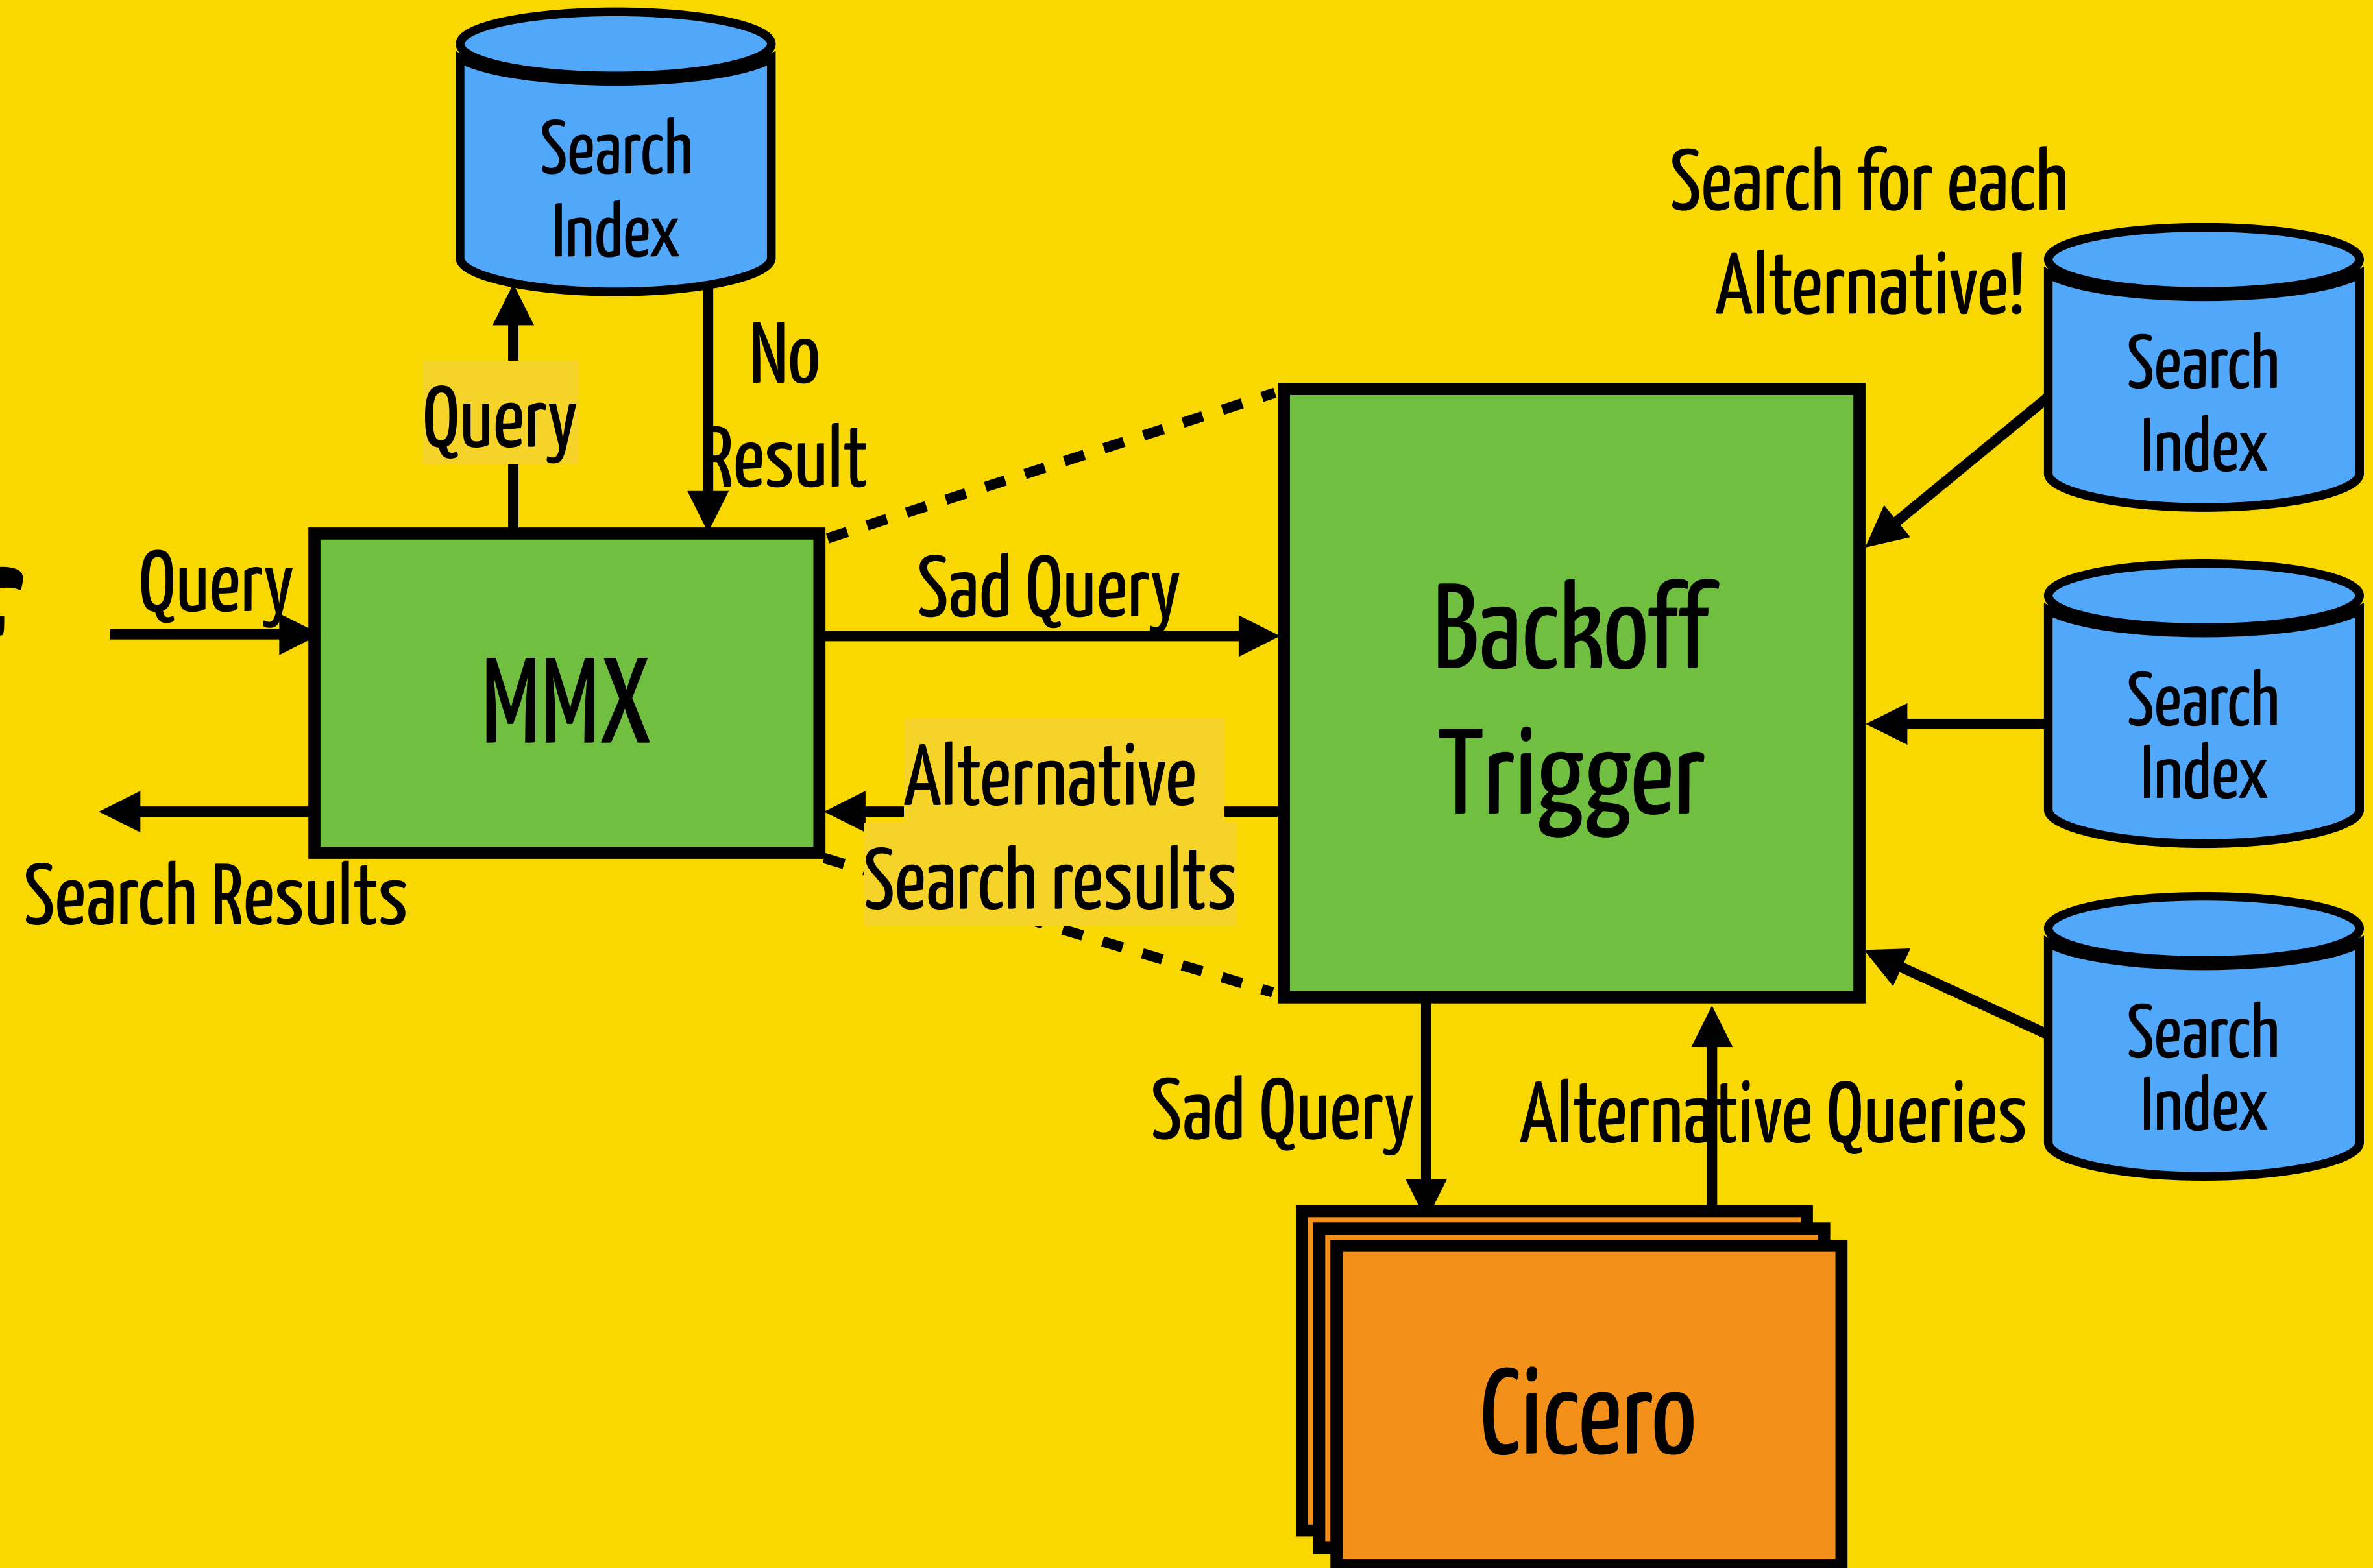 Search
Index
Search for each
Alternative!
No
Result
Query
Search
Index
Query
Sad Query
Backoff
Trigger
MMX
Search
Index
Alternative
Search results
Search Results
Search
Index
Sad Query
Alternative Queries
Cicero